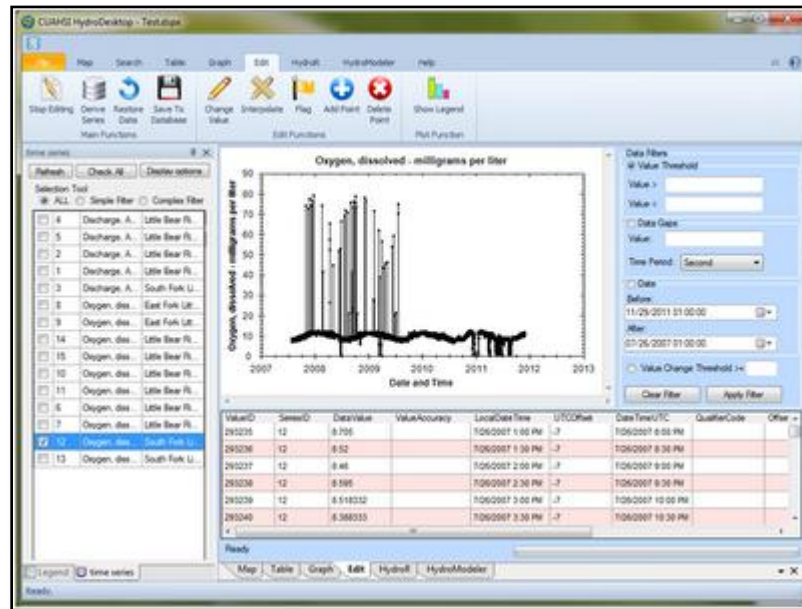 CUAHSI HydroDesktop - Test.dspx
Map Search Table Graph Edit HydroR HydroModeler Help
Stop Editing Derive Series Restore Data Save To Database Change Value Interpolate Flag Add Point Delete Point Show Legend
Main Functions Edit Functions Plot Function
time series
Refresh Check All Display options
Selection Tool
ALL Simple Filter Complex Filter
4 Discharge, A... Little Bear Ri...
5 Discharge, A... Little Bear Ri...
2 Discharge, A... Little Bear Ri...
1 Discharge, A... Little Bear Ri...
3 Discharge, A... South Fork Li...
8 Oxygen, diss... East Fork Litt...
9 Oxygen, diss... East Fork Litt...
14 Oxygen, diss... Little Bear Ri...
15 Oxygen, diss... Little Bear Ri...
10 Oxygen, diss... Little Bear Ri...
11 Oxygen, diss... Little Bear Ri...
6 Oxygen, diss... Little Bear Ri...
7 Oxygen, diss... Little Bear Ri...
12 Oxygen, diss... South Fork Li...
13 Oxygen, diss... South Fork Li...
Legend time series
Oxygen, dissolved - milligrams per liter
Oxygen, dissolved - milligrams per liter
90
80
70
60
50
40
30
20
10
0
2007 2008 2009 2010 2011 2012 2013
Date and Time
Data Filters
Value Threshold
Value >
Value <
Data Gaps
Value:
Time Period: Second
Date
Before:
11/29/2011 01:00:00
After:
07/26/2007 01:00:00
Value Change Threshold >=
Clear Filter Apply Filter
ValueID SeriesID DataValue ValueAccuracy LocalDateTime UTCOffset DateTimeUTC QualifierCode Offse
293235 12 8.705 7/26/2007 1:00 PM -7 7/26/2007 8:00 PM
293236 12 8.52 7/26/2007 1:30 PM -7 7/26/2007 8:30 PM
293237 12 8.46 7/26/2007 2:00 PM -7 7/26/2007 9:00 PM
293238 12 8.595 7/26/2007 2:30 PM -7 7/26/2007 9:30 PM
293239 12 8.518332 7/26/2007 3:00 PM -7 7/26/2007 10:00 PM
293240 12 8.388333 7/26/2007 3:30 PM -7 7/26/2007 10:30 PM
Ready
Map Table Graph Edit HydroR HydroModeler
Ready.